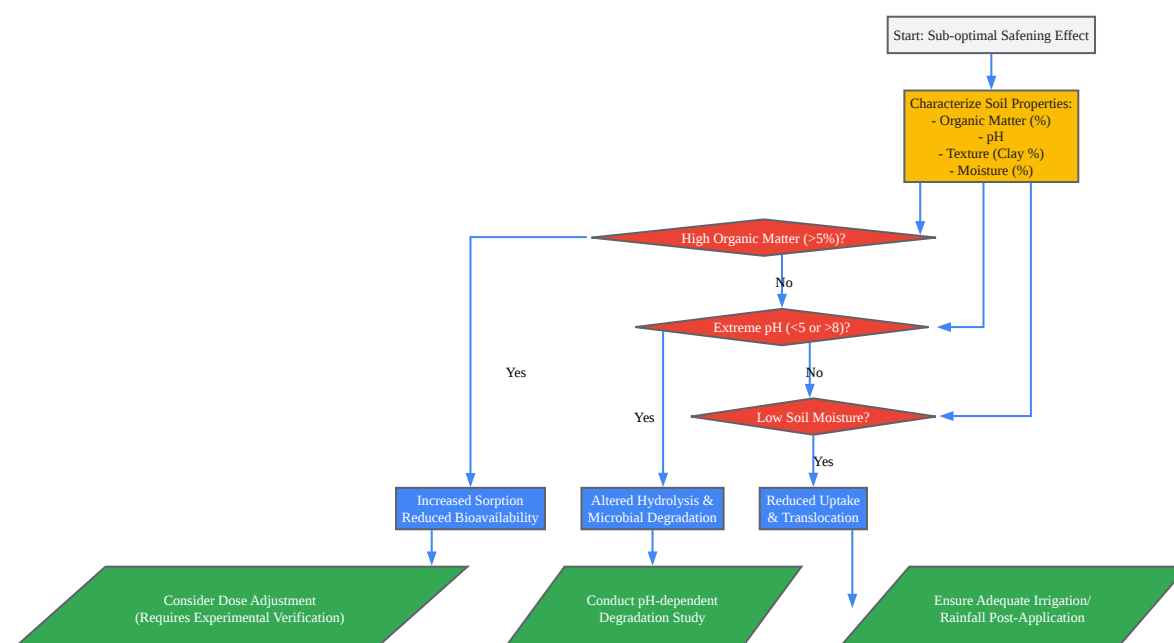 Start: Sub-optimal Safening Effect
Characterize Soil Properties:
- Organic Matter (%)
- pH
- Texture (Clay %)
- Moisture (%)
High Organic Matter (>5%)?
No
Extreme pH (<5 or >8)?
Yes
No
Yes
Low Soil Moisture?
Yes
Increased Sorption
Reduced Bioavailability
Altered Hydrolysis &
Microbial Degradation
Reduced Uptake
& Translocation
Consider Dose Adjustment
(Requires Experimental Verification)
Conduct pH-dependent
Degradation Study
Ensure Adequate Irrigation/
Rainfall Post-Application